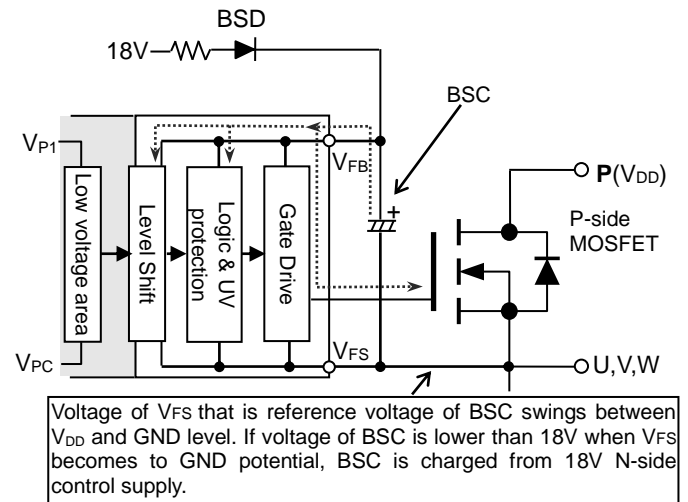 BSD
18V
BSC
VP1
VFB
P(VDD)
Low voltage area
Level Shift
Logic & UV
protection
Gate Drive
P-side
MOSFET
VPC
VFS
U,V,W
Voltage of VFS that is reference voltage of BSC swings between
VDD and GND level. If voltage of BSC is lower than 18V when VFS
becomes to GND potential, BSC is charged from 18V N-side
control supply.
+